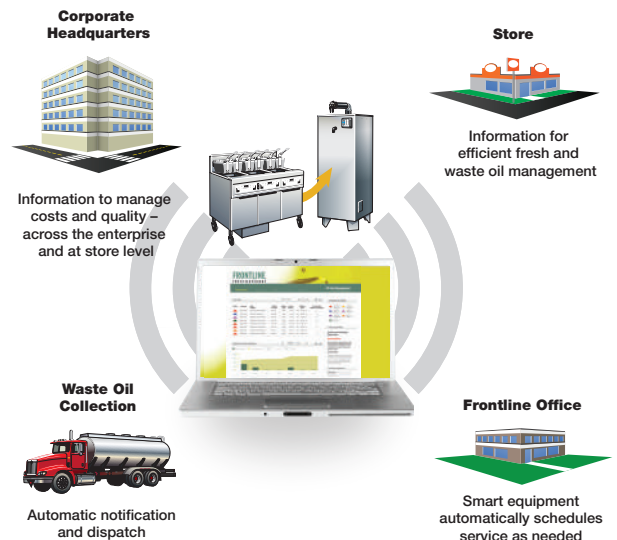 Corporate
Headquarters
Information to manage
costs and quality –
across the enterprise
and at store level
Store
Information for
efficient fresh and
waste oil management
FRONTLINE
Waste Oil
Collection
Automatic notification
and dispatch
Frontline Office
Smart equipment
automatically schedules
service as needed